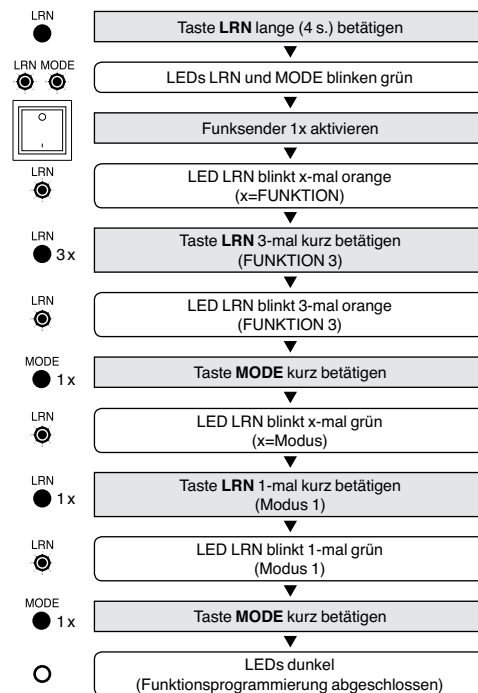 LRN
Taste LRN lange (4 s.) betätigen
LRN MODE
LEDs LRN und MODE blinken grün
Funksender 1x aktivieren
LRN
LED LRN blinkt x-mal orange
(x=FUNKTION)
LRN
3 x
Taste LRN 3-mal kurz betätigen
(FUNKTION 3)
LRN
LED LRN blinkt 3-mal orange
(FUNKTION 3)
MODE
1 x
Taste MODE kurz betätigen
LRN
LED LRN blinkt x-mal grün
(x=Modus)
LRN
1 x
Taste LRN 1-mal kurz betätigen
(Modus 1)
LRN
LED LRN blinkt 1-mal grün
(Modus 1)
MODE
1 x
Taste MODE kurz betätigen
LEDs dunkel
(Funktionsprogrammierung abgeschlossen)